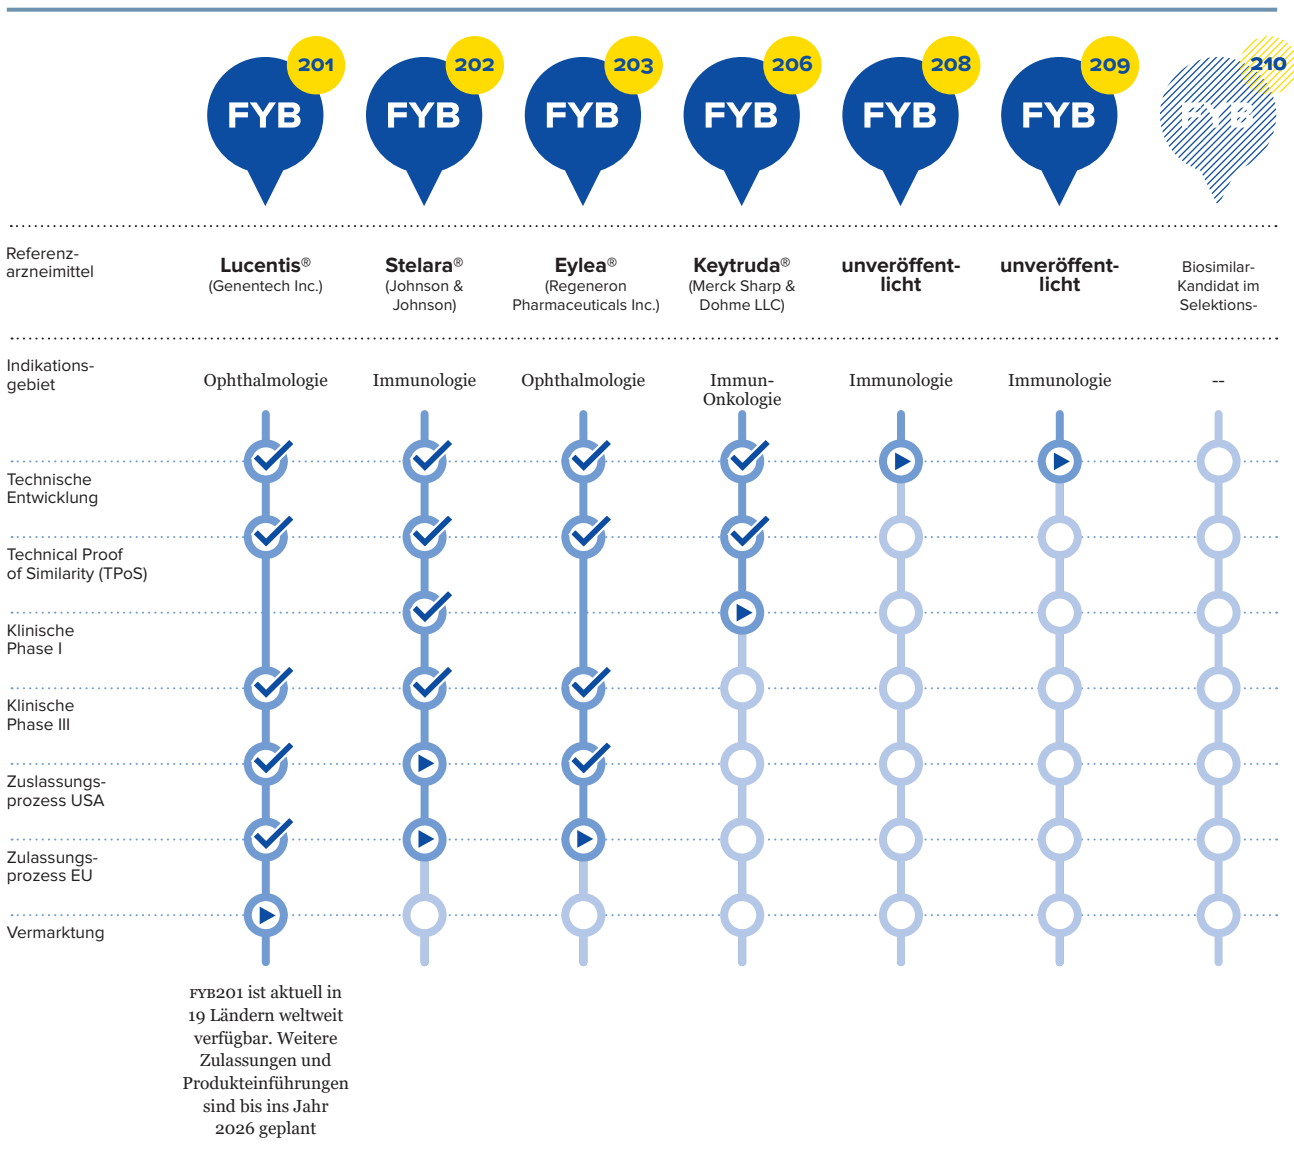 201
202
203
206
208
209
210
FYB
FYB
FYB
FYB
FYB
FYB
FYB
Referenz-
arzneimittel
Lucentis®
(Genentech Inc.)
Stelara®
(Johnson &
Johnson)
Eylea®
(Regeneron
Pharmaceuticals Inc.)
Keytruda®
(Merck Sharp &
Dohme LLC)
unveröffent-
licht
unveröffent-
licht
Biosimilar-
Kandidat im
Selektions-
Indikations-
gebiet
Ophthalmologie
Immunologie
Ophthalmologie
Immun-
Onkologie
Immunologie
Immunologie
--
Technische
Entwicklung
Technical Proof
of Similarity (TPoS)
Klinische
Phase I
Klinische
Phase III
Zuslassungs-
prozess USA
Zulassungs-
prozess EU
Vermarktung
FYB201 ist aktuell in
19 Ländern weltweit
verfügbar. Weitere
Zulassungen und
Produkteinführungen
sind bis ins Jahr
2026 geplant